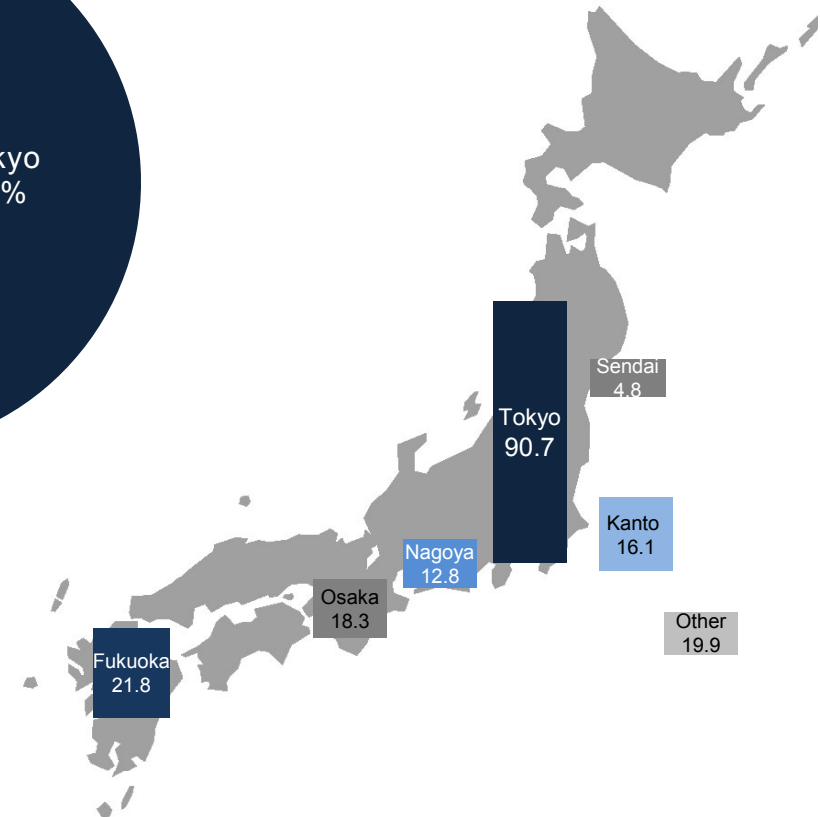 %
Sendai
4.8
Tokyo
90.7
Kanto
16.1
Nagoya
12.8
Osaka
18.3
Other
19.9
Fukuoka
21.8